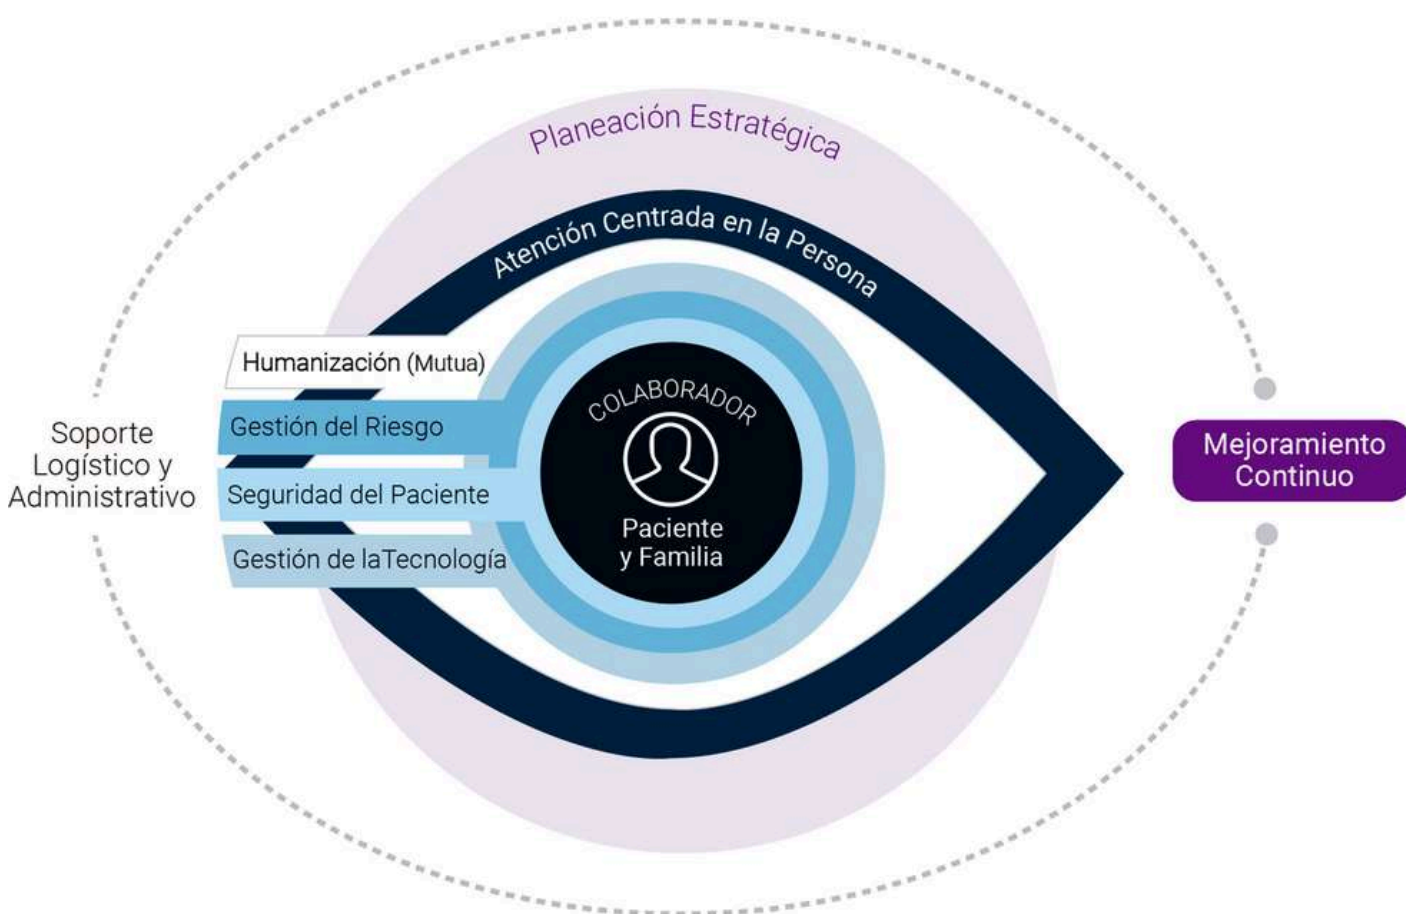 Planeación Estratégica
Atención Centrada en la Persona
Humanización (Mutua)
Gestión del Riesgo
Seguridad del Paciente
Gestión de laTecnología
Soporte
Logístico y
Administrativo
COLABORADOR
Paciente
y Familia
Mejoramiento
Continuo